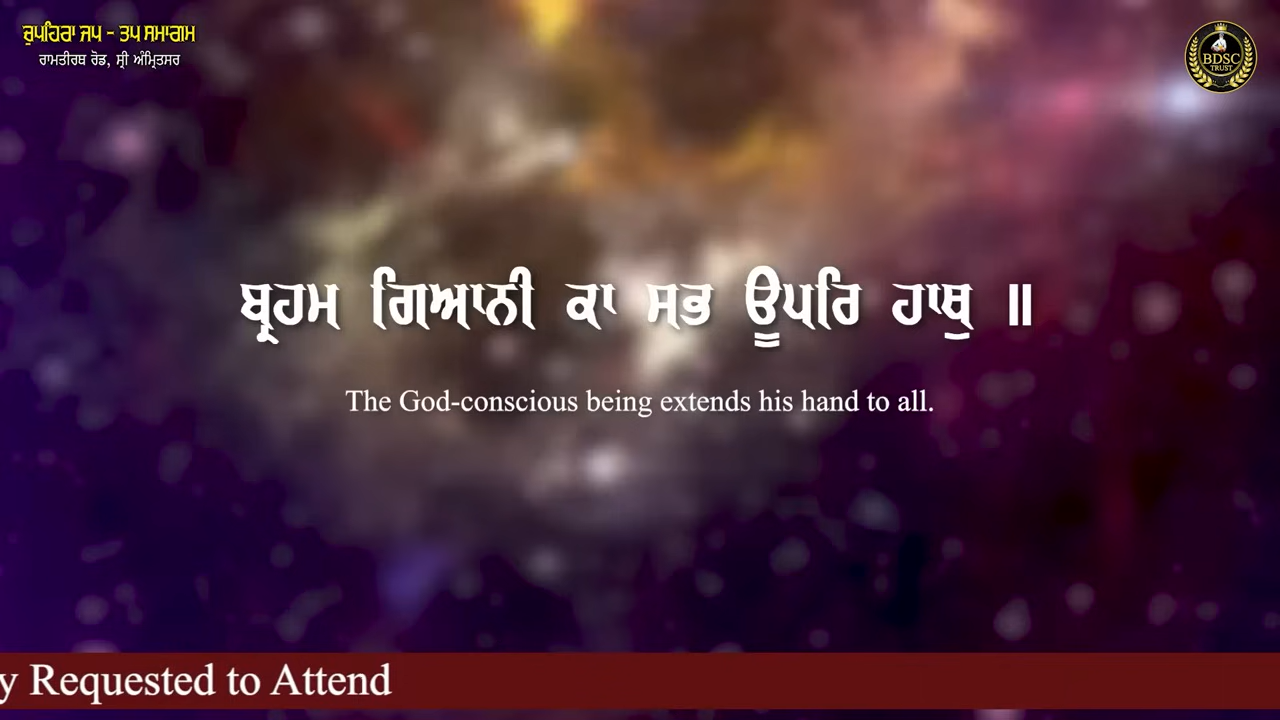 ਰੁਪਹਿਰਾ ਜਪ - ਤਪ ਸਮਾਗਮ
ਰਾਮਤੀਰਥ ਰੋਡ, ਸ੍ਰੀ ਅੰਮ੍ਰਿਤਸਰ
BDSC
TRUST
ਬ੍ਰਹਮ ਗਿਆਨੀ ਕਾ ਸਭ ਊਪਰਿ ਹਾਥੁ ॥
The God-conscious being extends his hand to all.
y Requested to Attend